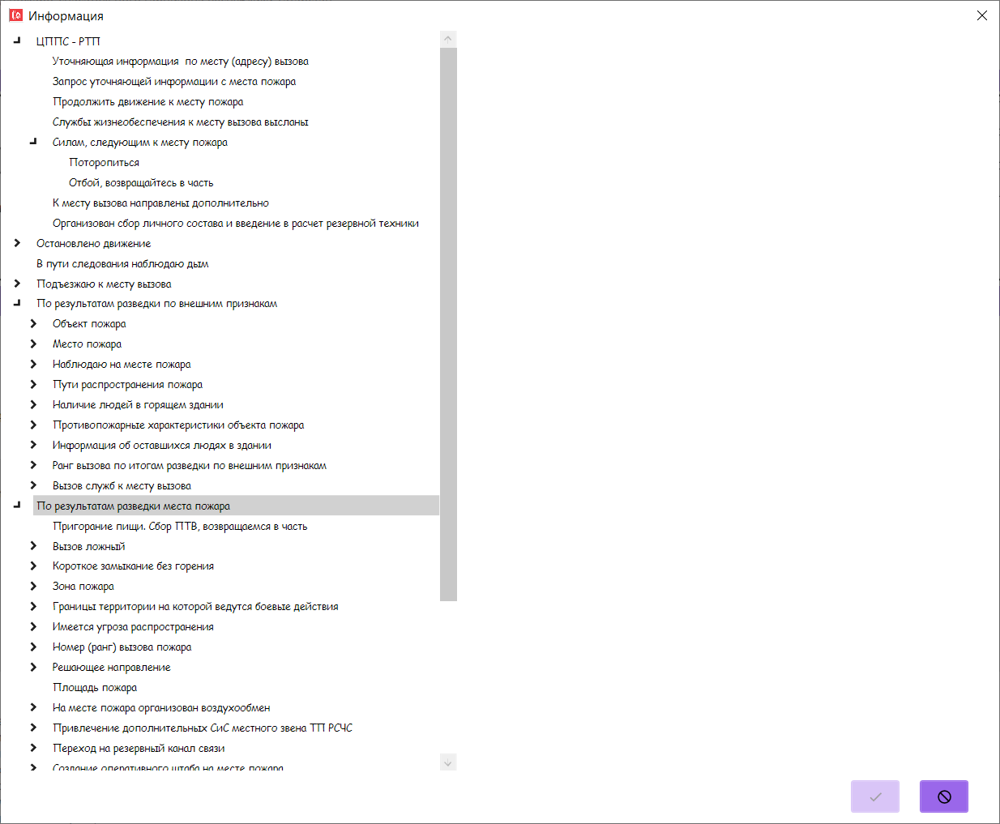 Информация
ЦППС - РТП
Уточняющая информация по месту (адресу) вызова
Запрос уточняющей информации с места пожара
Продолжить движение к месту пожара
Службы жизнеобеспечения к месту вызова высланы
Силам, следующим к месту пожара
Поторопиться
Отбой, возвращайтесь в часть
К месту вызова направлены дополнительно
Организован сбор личного состава и введение в расчет резервной техники
Остановлено движение
В пути следования наблюдаю дым
Подъезжаю к месту вызова
По результатам разведки по внешним признакам
Объект пожара
Место пожара
Наблюдаю на месте пожара
Пути распространения пожара
Наличие людей в горящем здании
Противопожарные характеристики объекта пожара
Информация об оставшихся людях в здании
Ранг вызова по итогам разведки по внешним признакам
Вызов служб к месту вызова
По результатам разведки места пожара
Пригорание пищи. Сбор ПТВ, возвращаемся в часть
Вызов ложный
Короткое замыкание без горения
Зона пожара
Границы территории на которой ведутся боевые действия
Имеется угроза распространения
Номер (ранг) вызова пожара
Решающее направление
Площадь пожара
На месте пожара организован воздухообмен
Привлечение дополнительных СиС местного звена ТП РСЧС
Переход на резервный канал связи
Создание оперативного штаба на месте пожара